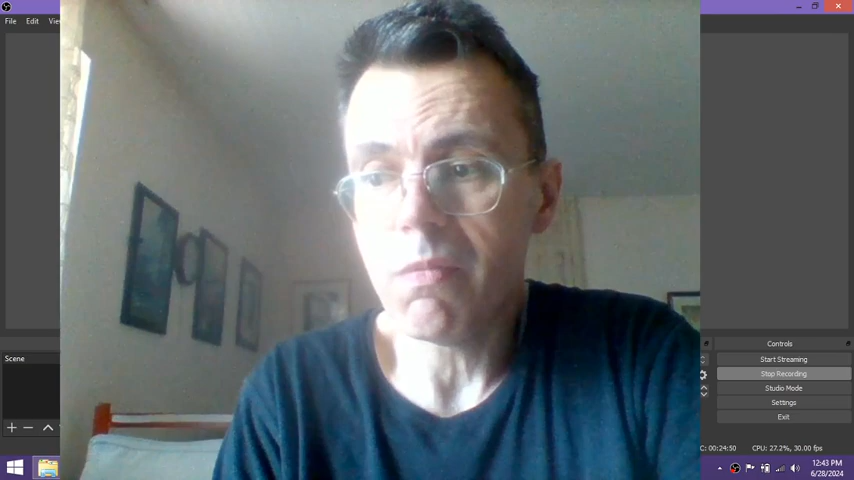 File Edit
Scene
Controls
Start Streaming
Stop Recording
Studio Mode
Settings
Exit
C: 00:24:50 CPU: 27.2%, 30.00 fps
12:43 PM
6/28/2024